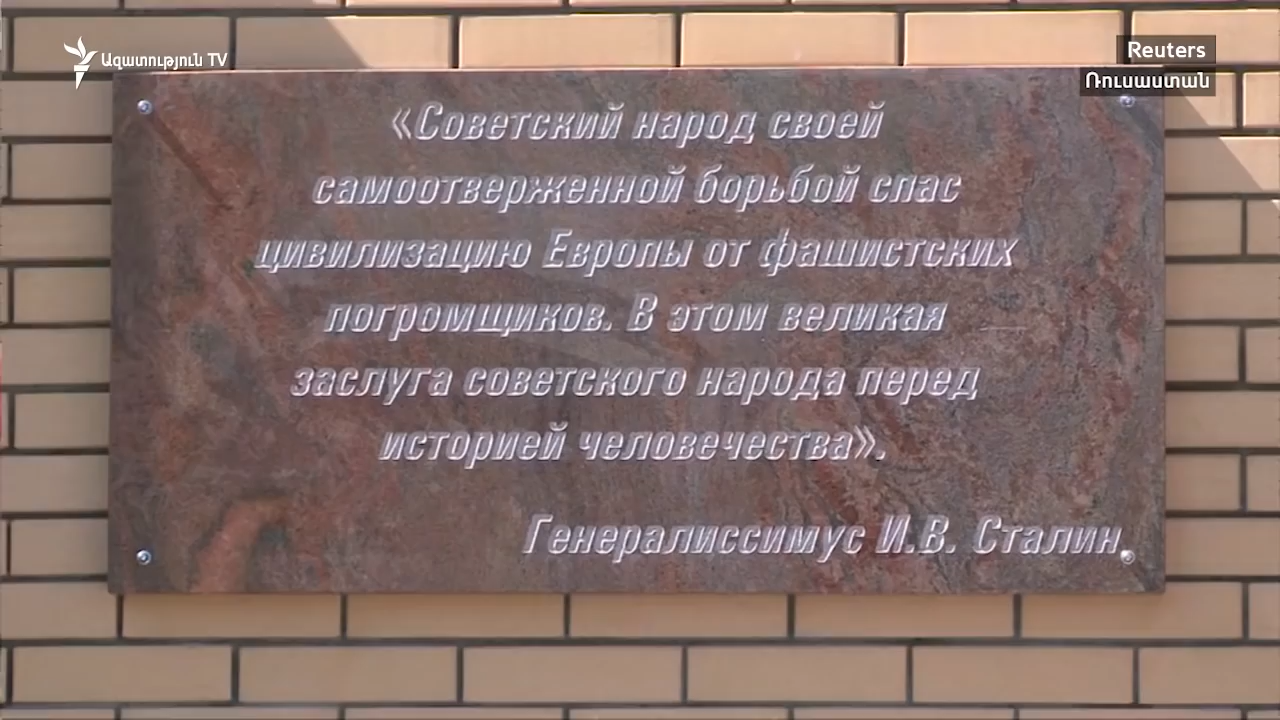 Ազատություն TV
Reuters
Ռուսաստան
«Советский народ своей
самоотверженной борьбой спас
цивилизацию Европы от фашистских
погромщиков. В этом великая
заслуга советского народа перед
историей человечества».
Генералиссимус И.В. Сталин